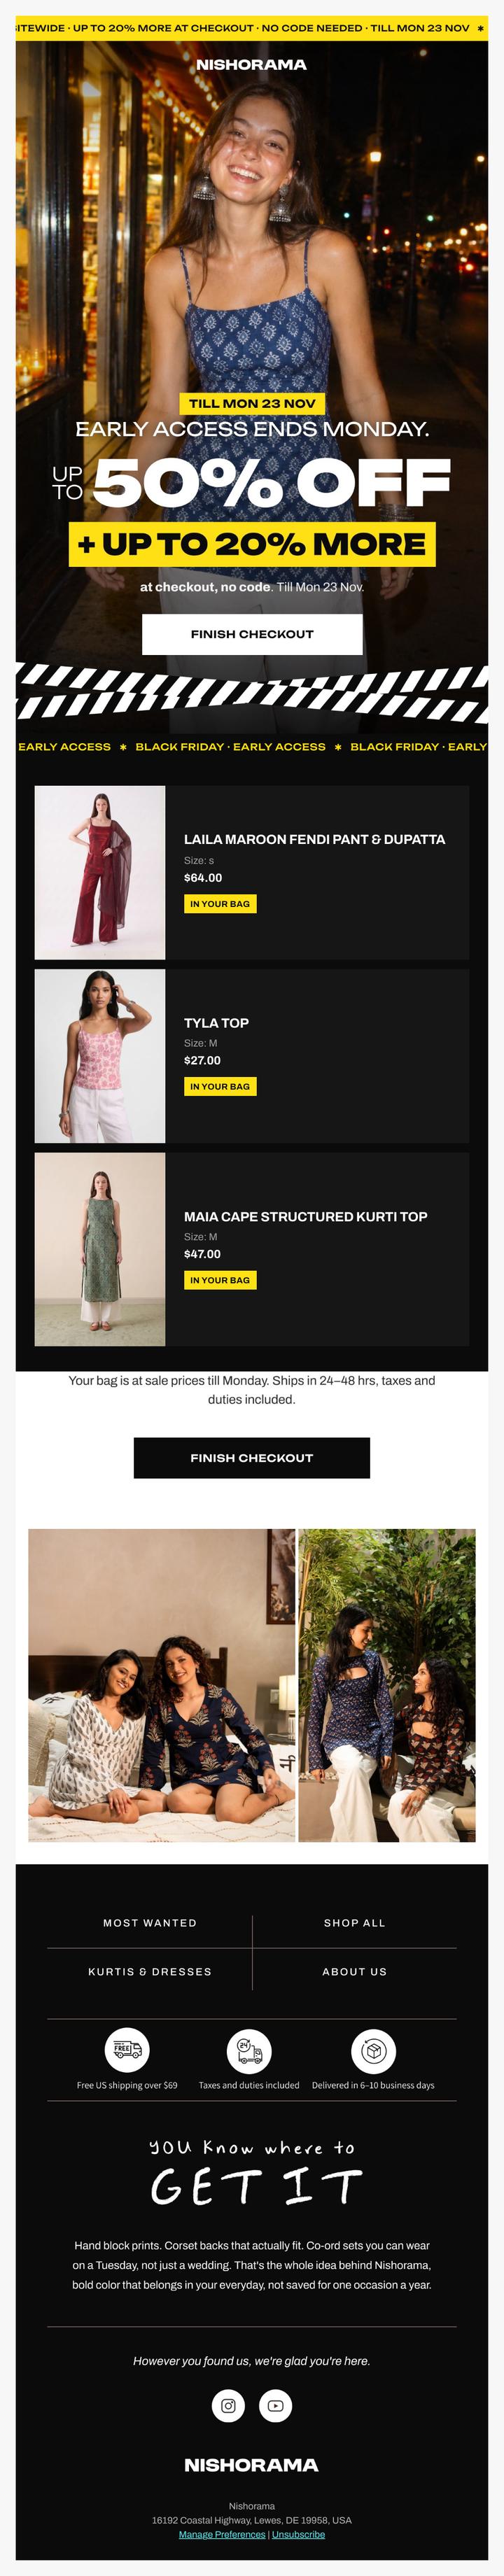 SITEWIDE · UP TO 20% MORE AT CHECKOUT · NO CODE NEEDED · TILL MON 23 NOV ✱
NISHORAMA
TILL MON 23 NOV
EARLY ACCESS ENDS MONDAY.
UP TO 50% OFF
+ UP TO 20% MORE
at checkout, no code. Till Mon 23 Nov.
FINISH CHECKOUT
EARLY ACCESS ✱ BLACK FRIDAY · EARLY ACCESS ✱ BLACK FRIDAY · EARLY
LAILA MAROON FENDI PANT & DUPATTA
Size: s
$64.00
IN YOUR BAG
TYLA TOP
Size: M
$27.00
IN YOUR BAG
MAIA CAPE STRUCTURED KURTI TOP
Size: M
$47.00
IN YOUR BAG
Your bag is at sale prices till Monday. Ships in 24–48 hrs, taxes and
duties included.
FINISH CHECKOUT
MOST WANTED
SHOP ALL
KURTIS & DRESSES
ABOUT US
FREE
24
Free US shipping over $69
Taxes and duties included
Delivered in 6–10 business days
YOU Know where to
GET IT
Hand block prints. Corset backs that actually fit. Co-ord sets you can wear
on a Tuesday, not just a wedding. That's the whole idea behind Nishorama,
bold color that belongs in your everyday, not saved for one occasion a year.
However you found us, we're glad you're here.
NISHORAMA
Nishorama
16192 Coastal Highway, Lewes, DE 19958, USA
Manage Preferences | Unsubscribe